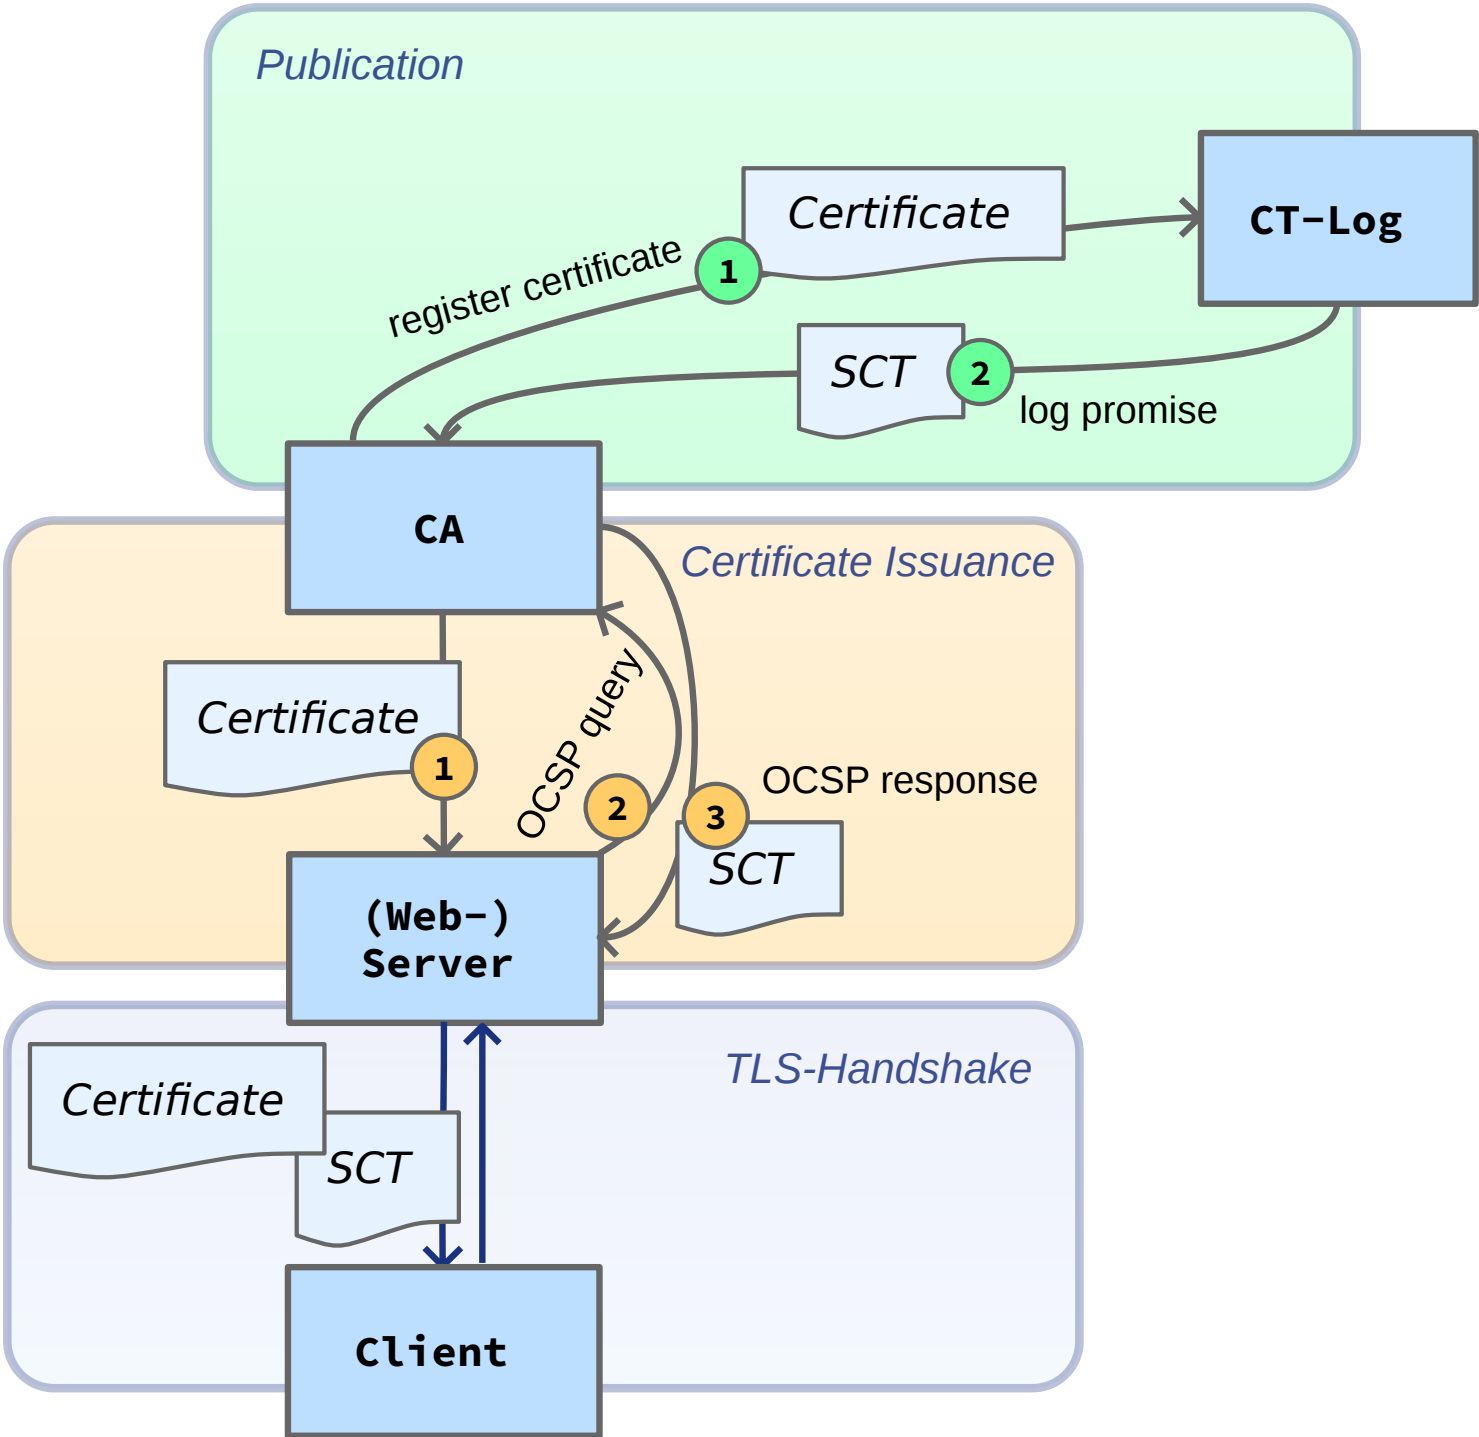 Publication
Certificate
CT-Log
register certificate
1
SCT
2
log promise
CA
Certificate Issuance
Certificate
1
OCSP query
2
OCSP response
3
SCT
(Web-)
Server
TLS-Handshake
Certificate
SCT
Client